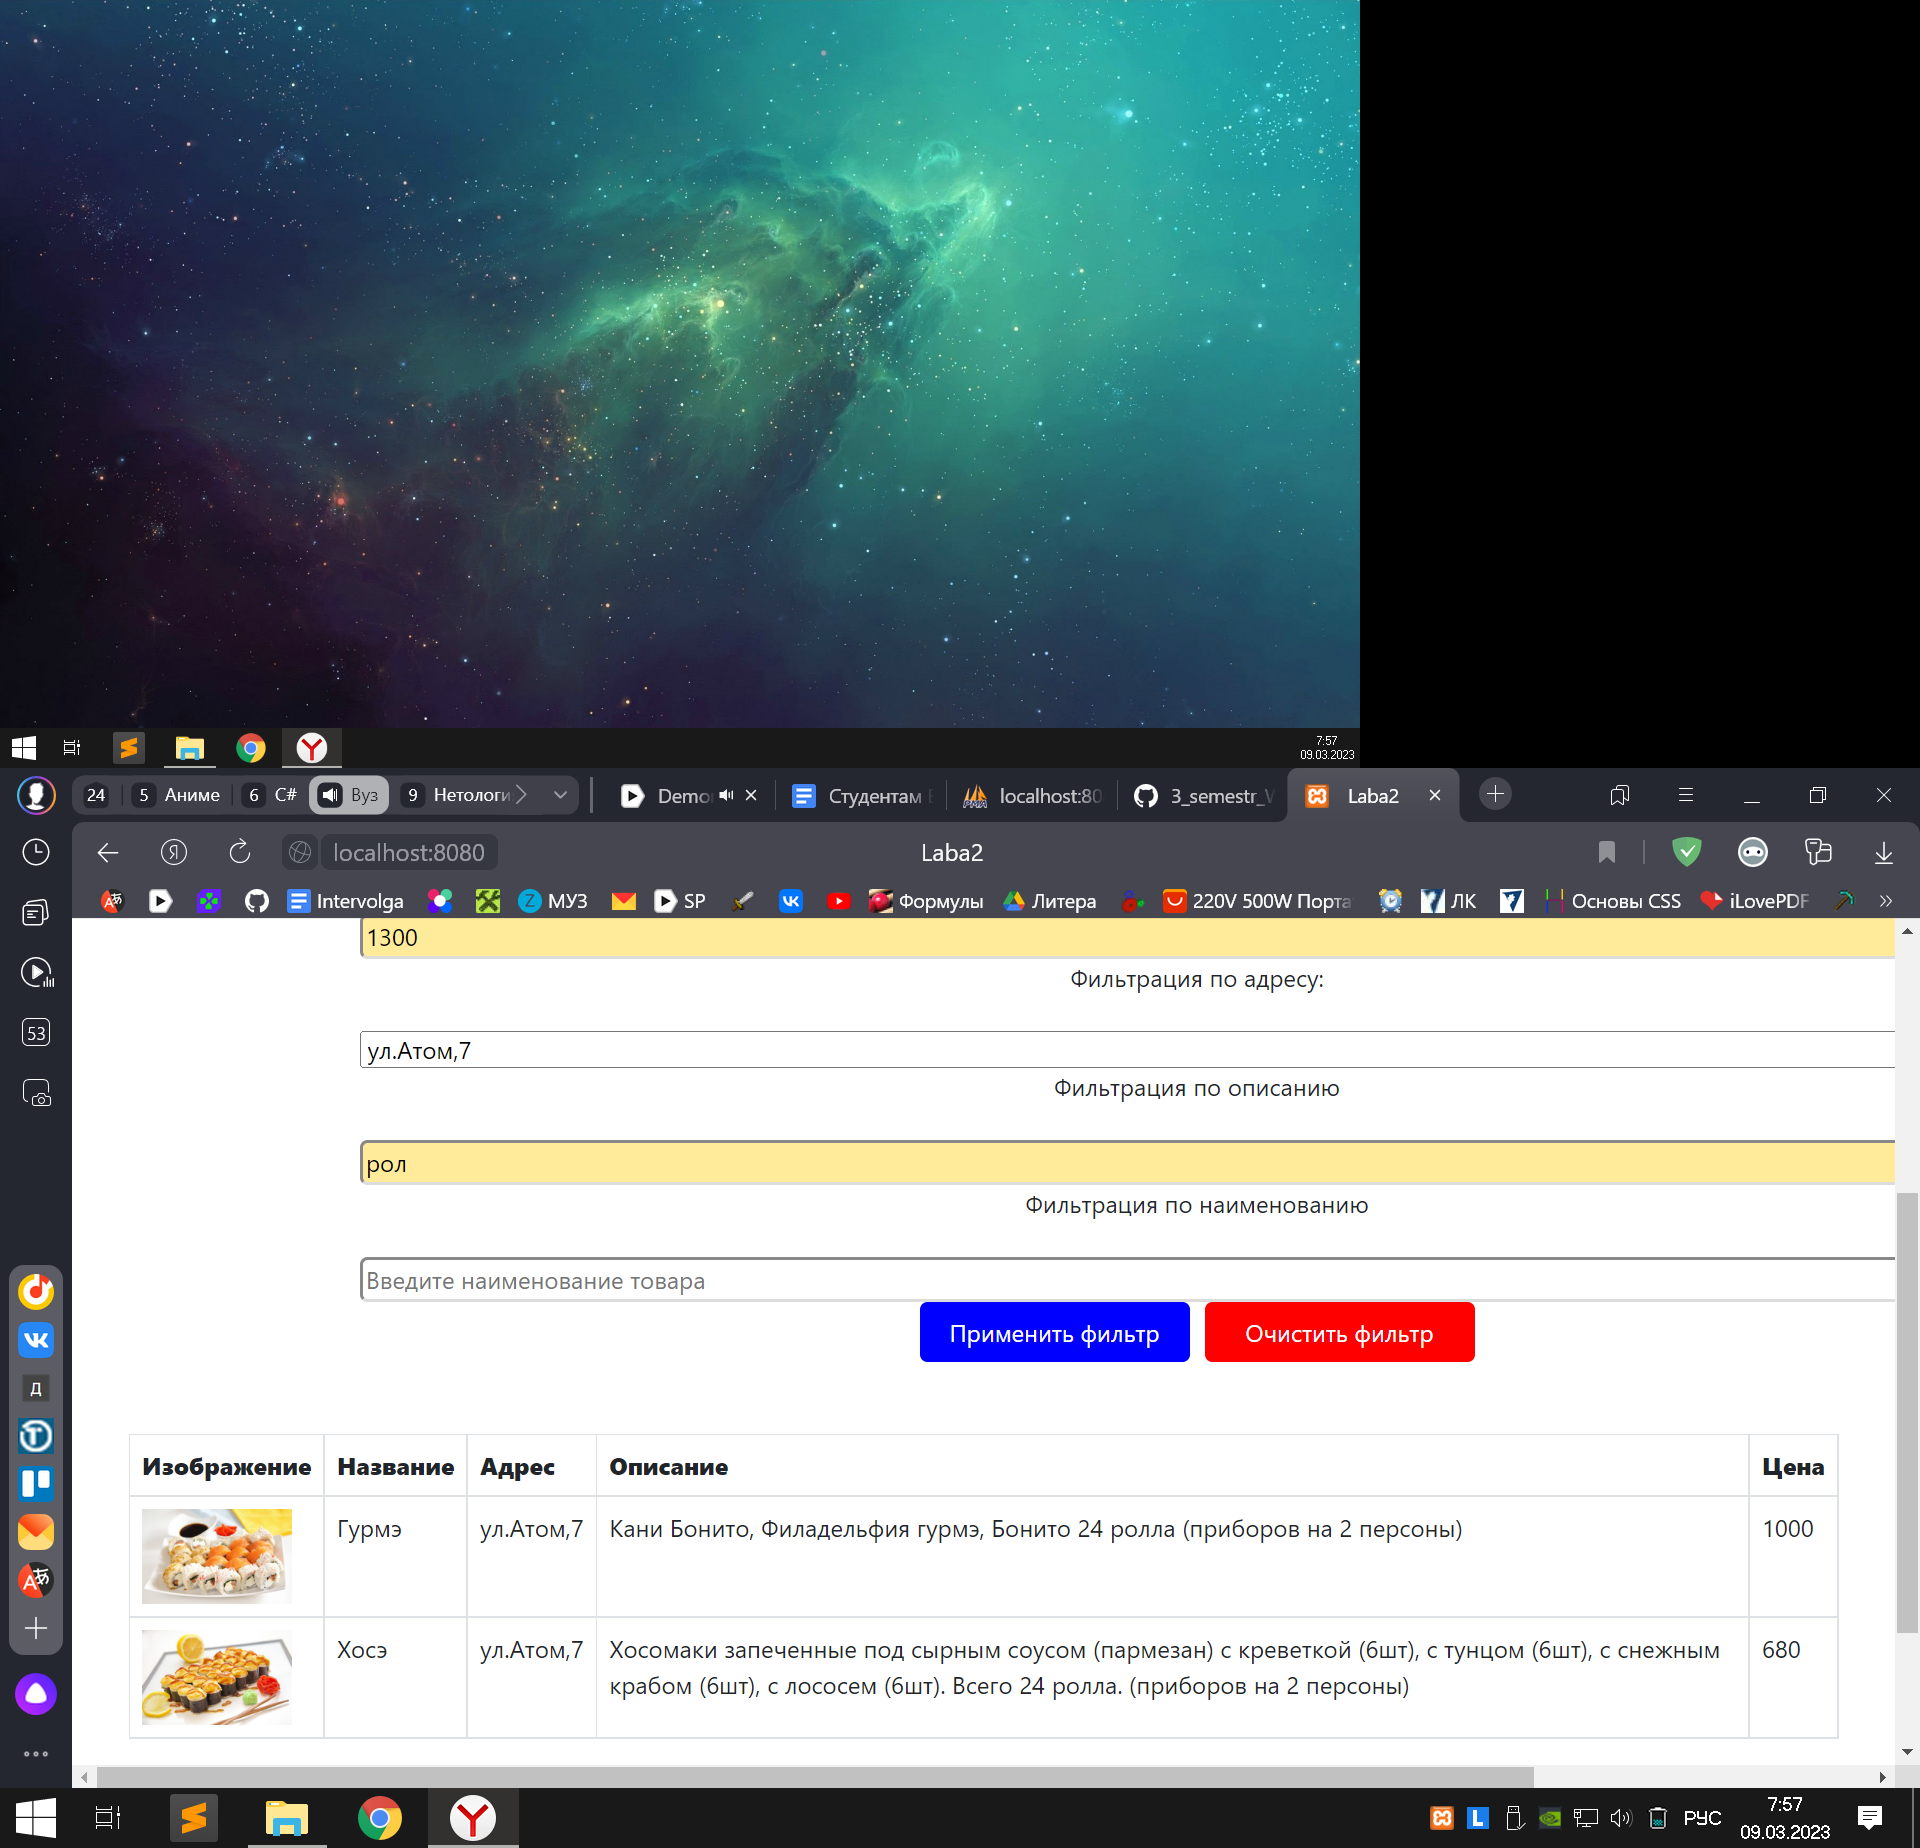 7:57
09.03.2023
24
5 Аниме
6 C#
Вуз
9 Нетологи
Demo
Студентам
localhost:80
3_semestr_
Laba2
localhost:8080
Laba2
Intervolga
МУЗ
SP
Формулы
Литера
220V 500W Порта
ЛК
Основы CSS
iLovePDF
»
53
1300
Фильтрация по адресу:
ул.Атом,7
Фильтрация по описанию
рол
Фильтрация по наименованию
Введите наименование товара
Применить фильтр
Очистить фильтр
Изображение Название Адрес Описание Цена
Гурмэ ул.Атом,7 Кани Бонито, Филадельфия гурмэ, Бонито 24 ролла (приборов на 2 персоны) 1000
Хосэ ул.Атом,7 Хосомаки запеченные под сырным соусом (пармезан) с креветкой (6шт), с тунцом (6шт), с снежным 680
крабом (6шт), с лососем (6шт). Всего 24 ролла. (приборов на 2 персоны)
РУС
7:57
09.03.2023